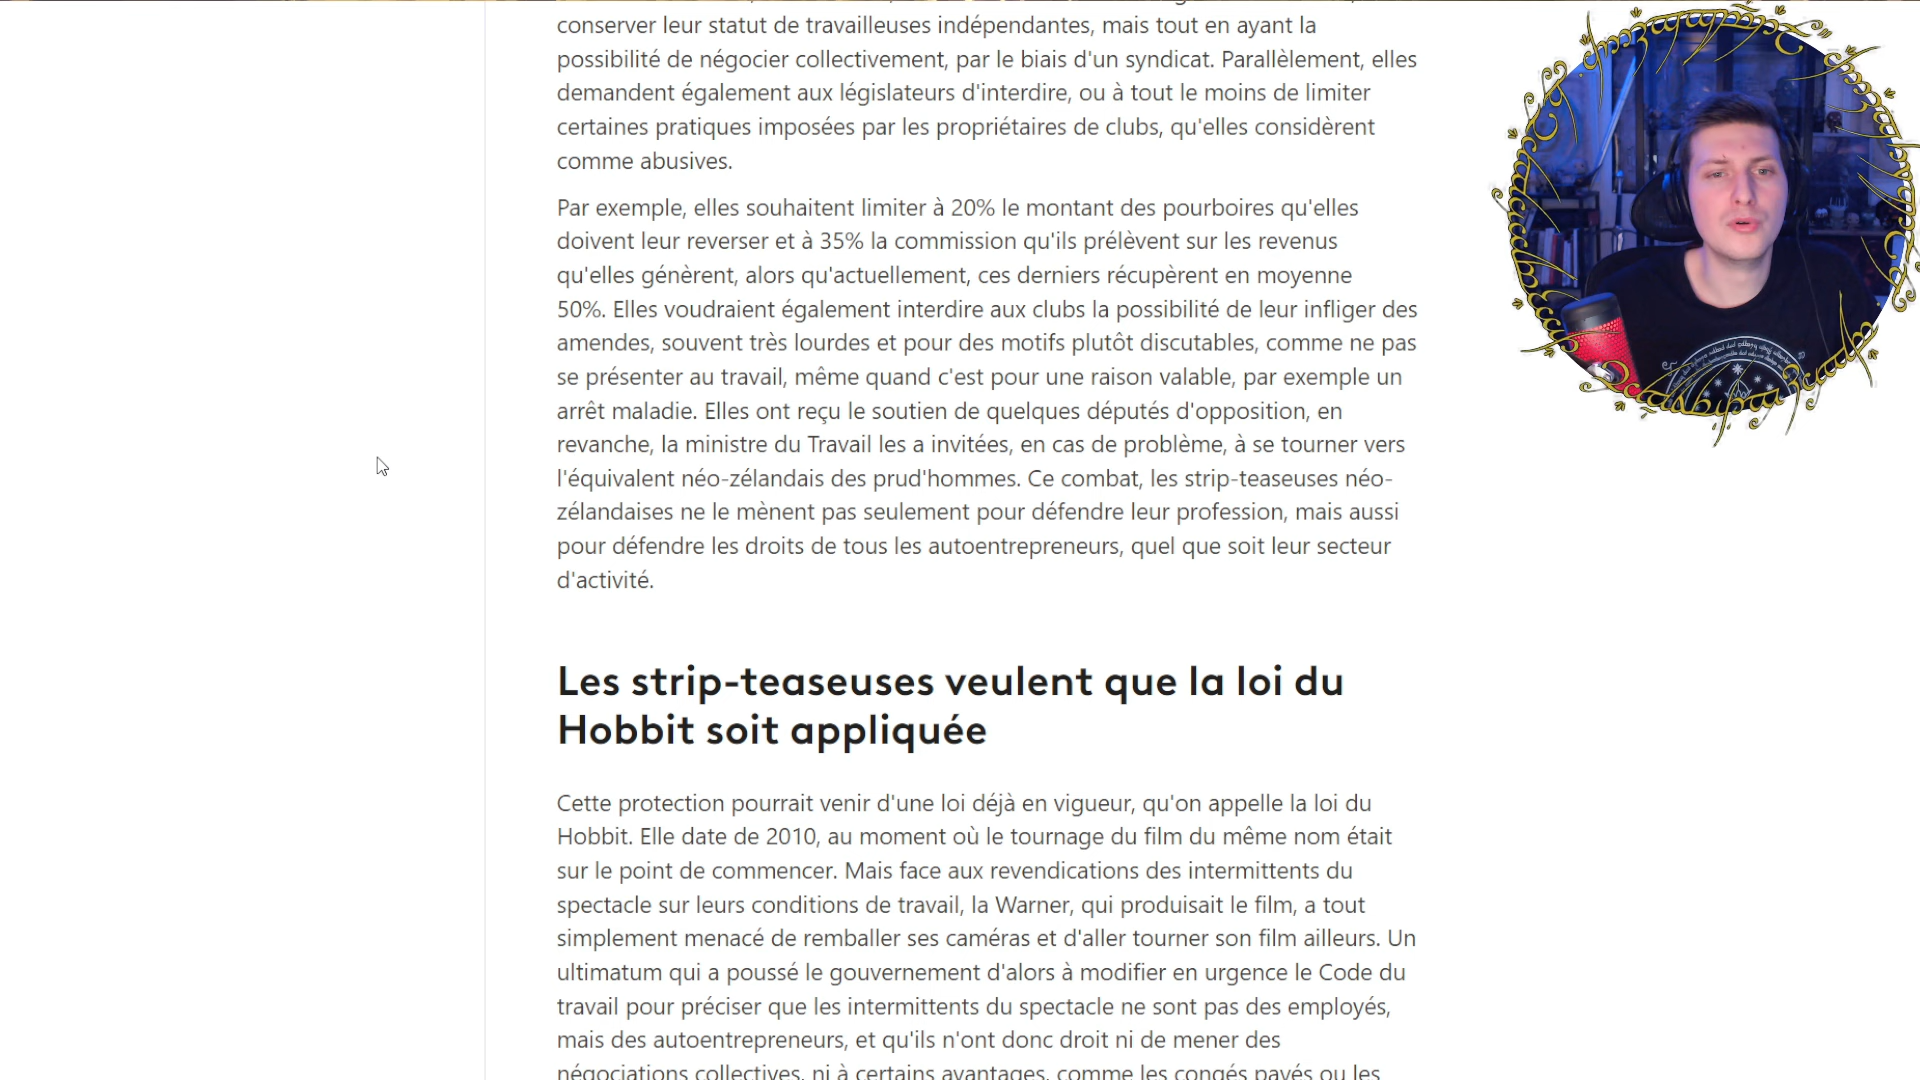 conserver leur statut de travailleuses indépendantes, mais tout en ayant la
possibilité de négocier collectivement, par le biais d'un syndicat. Parallèlement, elles
demandent également aux législateurs d'interdire, ou à tout le moins de limiter
certaines pratiques imposées par les propriétaires de clubs, qu'elles considèrent
comme abusives.
Par exemple, elles souhaitent limiter à 20% le montant des pourboires qu'elles
doivent leur reverser et à 35% la commission qu'ils prélèvent sur les revenus
qu'elles génèrent, alors qu'actuellement, ces derniers récupèrent en moyenne
50%. Elles voudraient également interdire aux clubs la possibilité de leur infliger des
amendes, souvent très lourdes et pour des motifs plutôt discutables, comme ne pas
se présenter au travail, même quand c'est pour une raison valable, par exemple un
arrêt maladie. Elles ont reçu le soutien de quelques députés d'opposition, en
revanche, la ministre du Travail les a invitées, en cas de problème, à se tourner vers
l'équivalent néo-zélandais des prud'hommes. Ce combat, les strip-teaseuses néo-
zélandaises ne le mènent pas seulement pour défendre leur profession, mais aussi
pour défendre les droits de tous les autoentrepreneurs, quel que soit leur secteur
d'activité.
Les strip-teaseuses veulent que la loi du
Hobbit soit appliquée
Cette protection pourrait venir d'une loi déjà en vigueur, qu'on appelle la loi du
Hobbit. Elle date de 2010, au moment où le tournage du film du même nom était
sur le point de commencer. Mais face aux revendications des intermittents du
spectacle sur leurs conditions de travail, la Warner, qui produisait le film, a tout
simplement menacé de remballer ses caméras et d'aller tourner son film ailleurs. Un
ultimatum qui a poussé le gouvernement d'alors à modifier en urgence le Code du
travail pour préciser que les intermittents du spectacle ne sont pas des employés,
mais des autoentrepreneurs, et qu'ils n'ont donc droit ni de mener des
négociations collectives, ni à certains avantages, comme les congés payés ou les